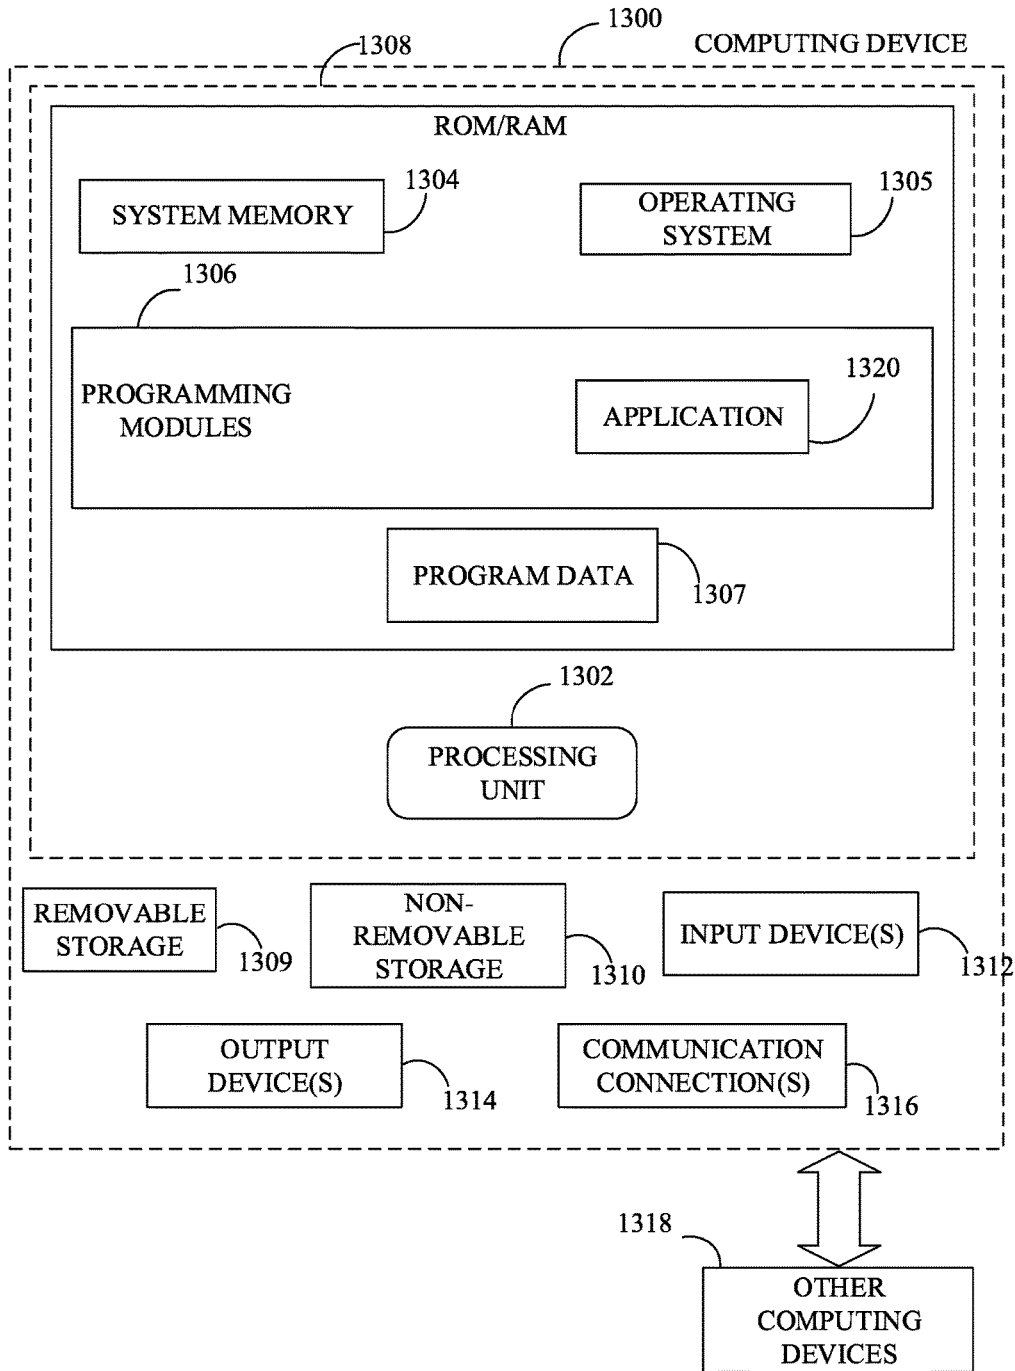 1300
COMPUTING DEVICE
1308
ROM/RAM
SYSTEM MEMORY
1304
OPERATING
SYSTEM
1305
1306
PROGRAMMING
MODULES
APPLICATION
1320
PROGRAM DATA
1307
1302
PROCESSING
UNIT
REMOVABLE
STORAGE
1309
NON-
REMOVABLE
STORAGE
1310
INPUT DEVICE(S)
1312
OUTPUT
DEVICE(S)
1314
COMMUNICATION
CONNECTION(S)
1316
1318
OTHER
COMPUTING
DEVICES